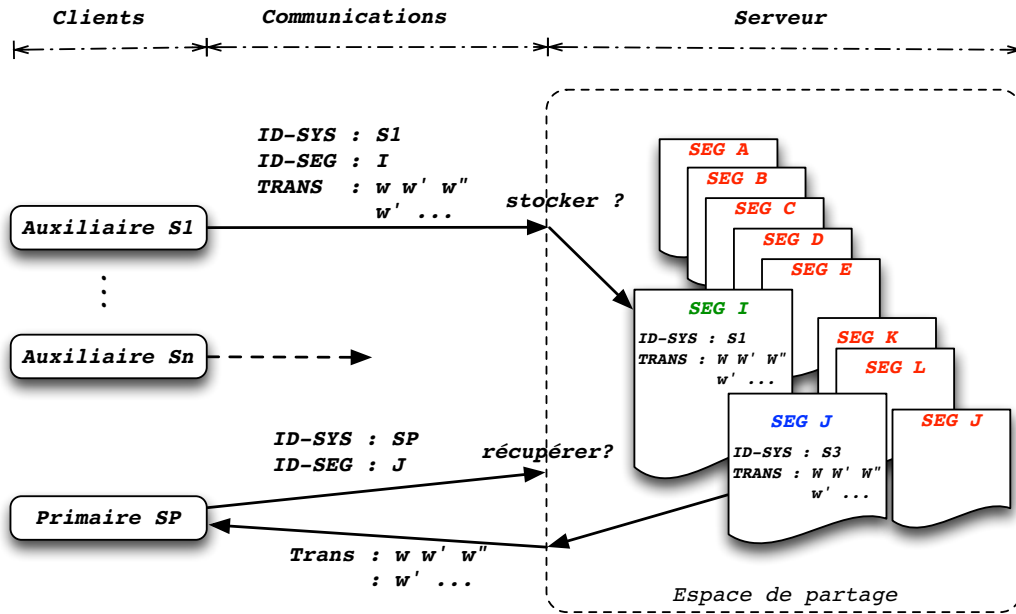 Clients Communications Serveur
ID-SYS : S1
ID-SEG : I
TRANS : w w' w"
w' ...
stocker ?
Auxiliaire S1
Auxiliaire Sn
SEG A
SEG B
SEG C
SEG D
SEG E
SEG I
ID-SYS : S1
TRANS : W W' W"
w' ...
SEG K
SEG L
SEG J
SEG J
ID-SYS : S3
TRANS : W W' W"
w' ...
ID-SYS : SP
ID-SEG : J
récupérer?
Primaire SP
Trans : w w' w"
: w' ...
Espace de partage